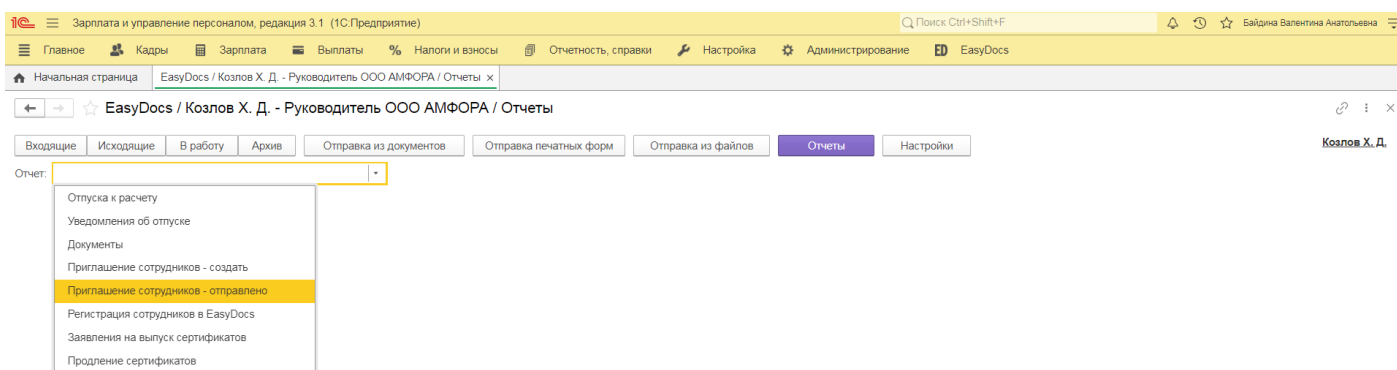 1С Зарплата и управление персоналом, редакция 3.1 (1С:Предприятие) Поиск Ctrl+Shift+F Байдина Валентина Анатольевна
Главное Кадры Зарплата Выплаты % Налоги и взносы Отчетность, справки Настройка Администрирование ED EasyDocs
Начальная страница EasyDocs / Козлов Х. Д. - Руководитель ООО АМФОРА / Отчеты ×
EasyDocs / Козлов Х. Д. - Руководитель ООО АМФОРА / Отчеты
Входящие Исходящие В работу Архив Отправка из документов Отправка печатных форм Отправка из файлов Отчеты Настройки Козлов Х. Д.
Отчет:
Отпуска к расчету
Уведомления об отпуске
Документы
Приглашение сотрудников - создать
Приглашение сотрудников - отправлено
Регистрация сотрудников в EasyDocs
Заявления на выпуск сертификатов
Продление сертификатов